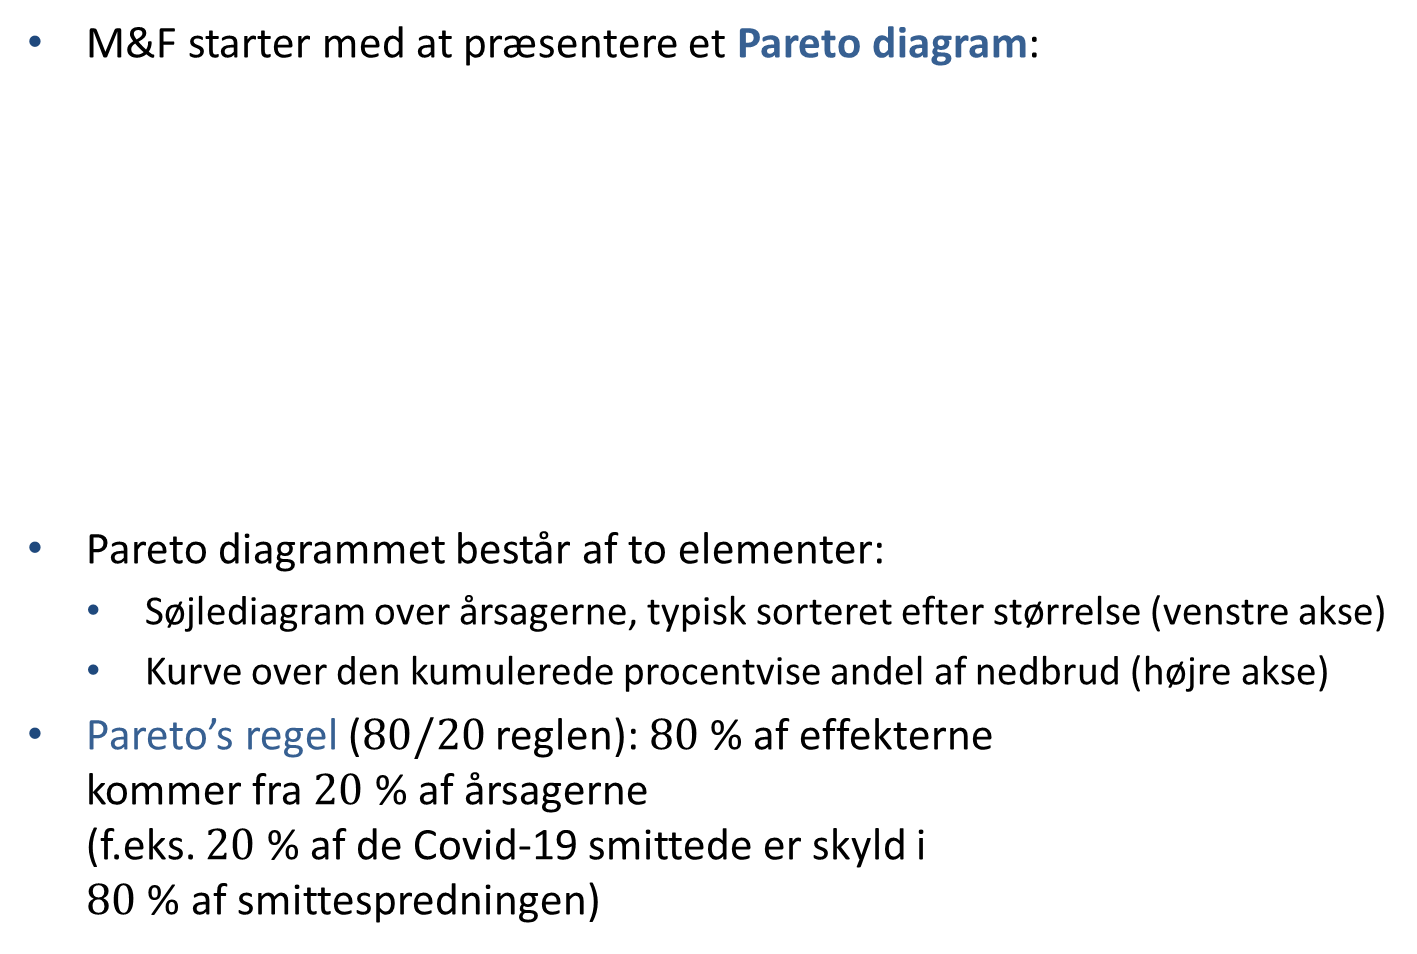 • M&F starter med at præsentere et Pareto diagram:
• Pareto diagrammet består af to elementer:
• Søjlediagram over årsagerne, typisk sorteret efter størrelse (venstre akse)
• Kurve over den kumulerede procentvise andel af nedbrud (højre akse)
• Pareto’s regel (80/20 reglen): 80 % af effekterne
kommer fra 20 % af årsagerne
(f.eks. 20 % af de Covid-19 smittede er skyld i
80 % af smittespredningen)